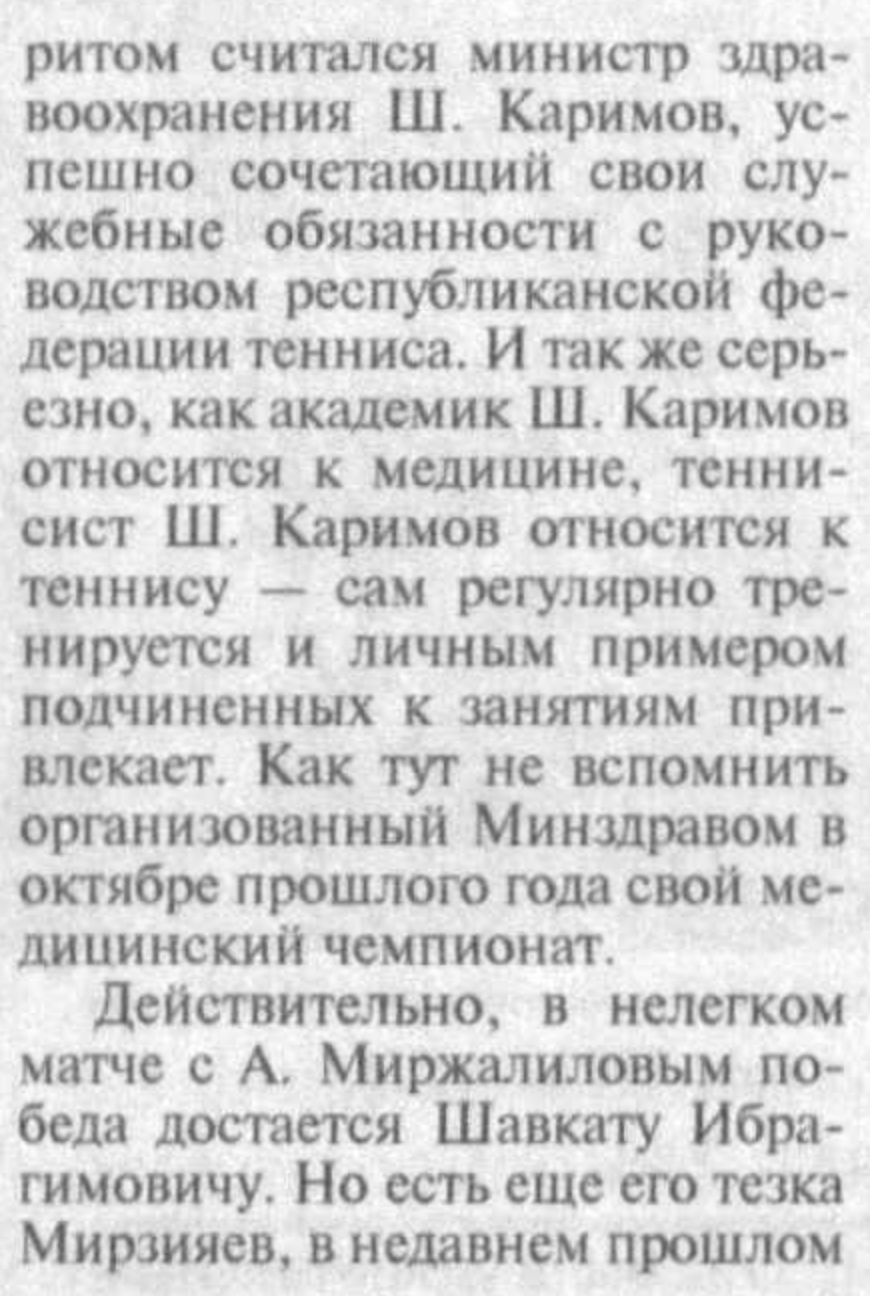 ритом считался министр здра-
воохранения Ш. Каримов, ус-
пешно сочетающий свои слу-
жебные обязанности с руко-
водством республиканской фе-
дерации тенниса. И так же серь-
езно, как академик Ш. Каримов
относится к медицине, тенни-
сист Ш. Каримов относится к
теннису — сам регулярно тре-
нируется и личным примером
подчиненных к занятиям при-
влекает. Как тут не вспомнить
организованный Минздравом в
октябре прошлого года свой ме-
дицинский чемпионат.
Действительно, в нелегком
матче с А. Миржалиловым по-
беда достается Шавкату Ибра-
гимовичу. Но есть еще его тезка
Мирзияев, в недавнем прошлом